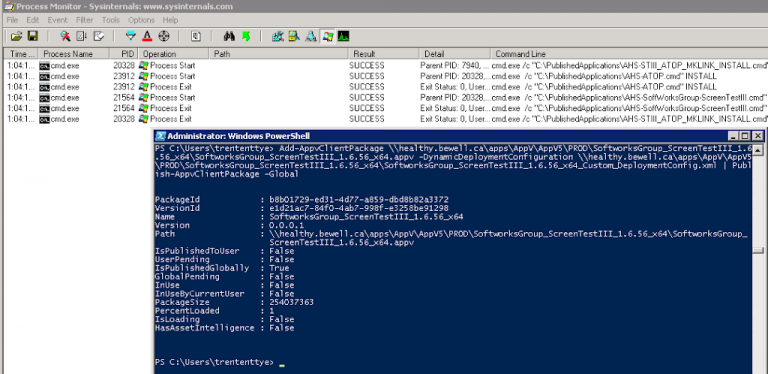 Process Monitor - Sysinternals: www.sysinternals.com
File Edit Event Filter Tools Options Help
Time ... Process Name PID Operation Path Result Detail Command Line
1:04:1... cmd.exe 20328 Process Start SUCCESS Parent PID: 7940, ... cmd.exe /c "C:\PublishedApplications\AHS-STIII_ATOP_MKLINK_INSTALL.cmd"
1:04:1... cmd.exe 23912 Process Start SUCCESS Parent PID: 20328,... cmd.exe /c "C:\PublishedApplications\AHS-ATOP.cmd" INSTALL
1:04:1... cmd.exe 23912 Process Exit SUCCESS Exit Status: 0, User... cmd.exe /c "C:\PublishedApplications\AHS-ATOP.cmd" INSTALL
1:04:1... cmd.exe 21564 Process Start SUCCESS Parent PID: 20328,... cmd.exe /c "C:\PublishedApplications\AHS-SoftWorksGroup-ScreenTestIII.cmd"
1:04:1... cmd.exe 21564 Process Exit SUCCESS Exit Status: 0, User... cmd.exe /c "C:\PublishedApplications\AHS-SoftWorksGroup-ScreenTestIII.cmd"
1:04:1... cmd.exe 20328 Process Exit SUCCESS Exit Status: 0, User... cmd.exe /c "C:\PublishedApplications\AHS-STIII_ATOP_MKLINK_INSTALL.cmd"
Administrator: Windows PowerShell
PS C:\Users\trententtye> Add-AppvClientPackage \\healthy.bewell.ca\apps\AppV\AppV5\PROD\SoftworksGroup_ScreenTestIII_1.6
.56_x64\SoftworksGroup_ScreenTestIII_1.6.56_x64.appv -DynamicDeploymentConfiguration \\healthy.bewell.ca\apps\AppV\AppV5
\PROD\SoftworksGroup_ScreenTestIII_1.6.56_x64\SoftworksGroup_ScreenTestIII_1.6.56_x64_Custom_DeploymentConfig.xml | Publ
ish-AppvClientPackage -Global
PackageId : b8b01729-ed31-4d77-a859-dbd8b82a3372
VersionId : e1d21ac7-84f0-4ab7-998f-e3258be91298
Name : SoftworksGroup_ScreenTestIII_1.6.56_x64
Version : 0.0.0.1
Path : \\healthy.bewell.ca\apps\AppV\AppV5\PROD\SoftworksGroup_ScreenTestIII_1.6.56_x64\SoftworksGroup_
ScreenTestIII_1.6.56_x64.appv
IsPublishedToUser : False
UserPending : False
IsPublishedGlobally : True
GlobalPending : False
InUse : False
InUseByCurrentUser : False
PackageSize : 254037363
PercentLoaded : 1
IsLoading : False
HasAssetIntelligence : False
PS C:\Users\trententtye> _